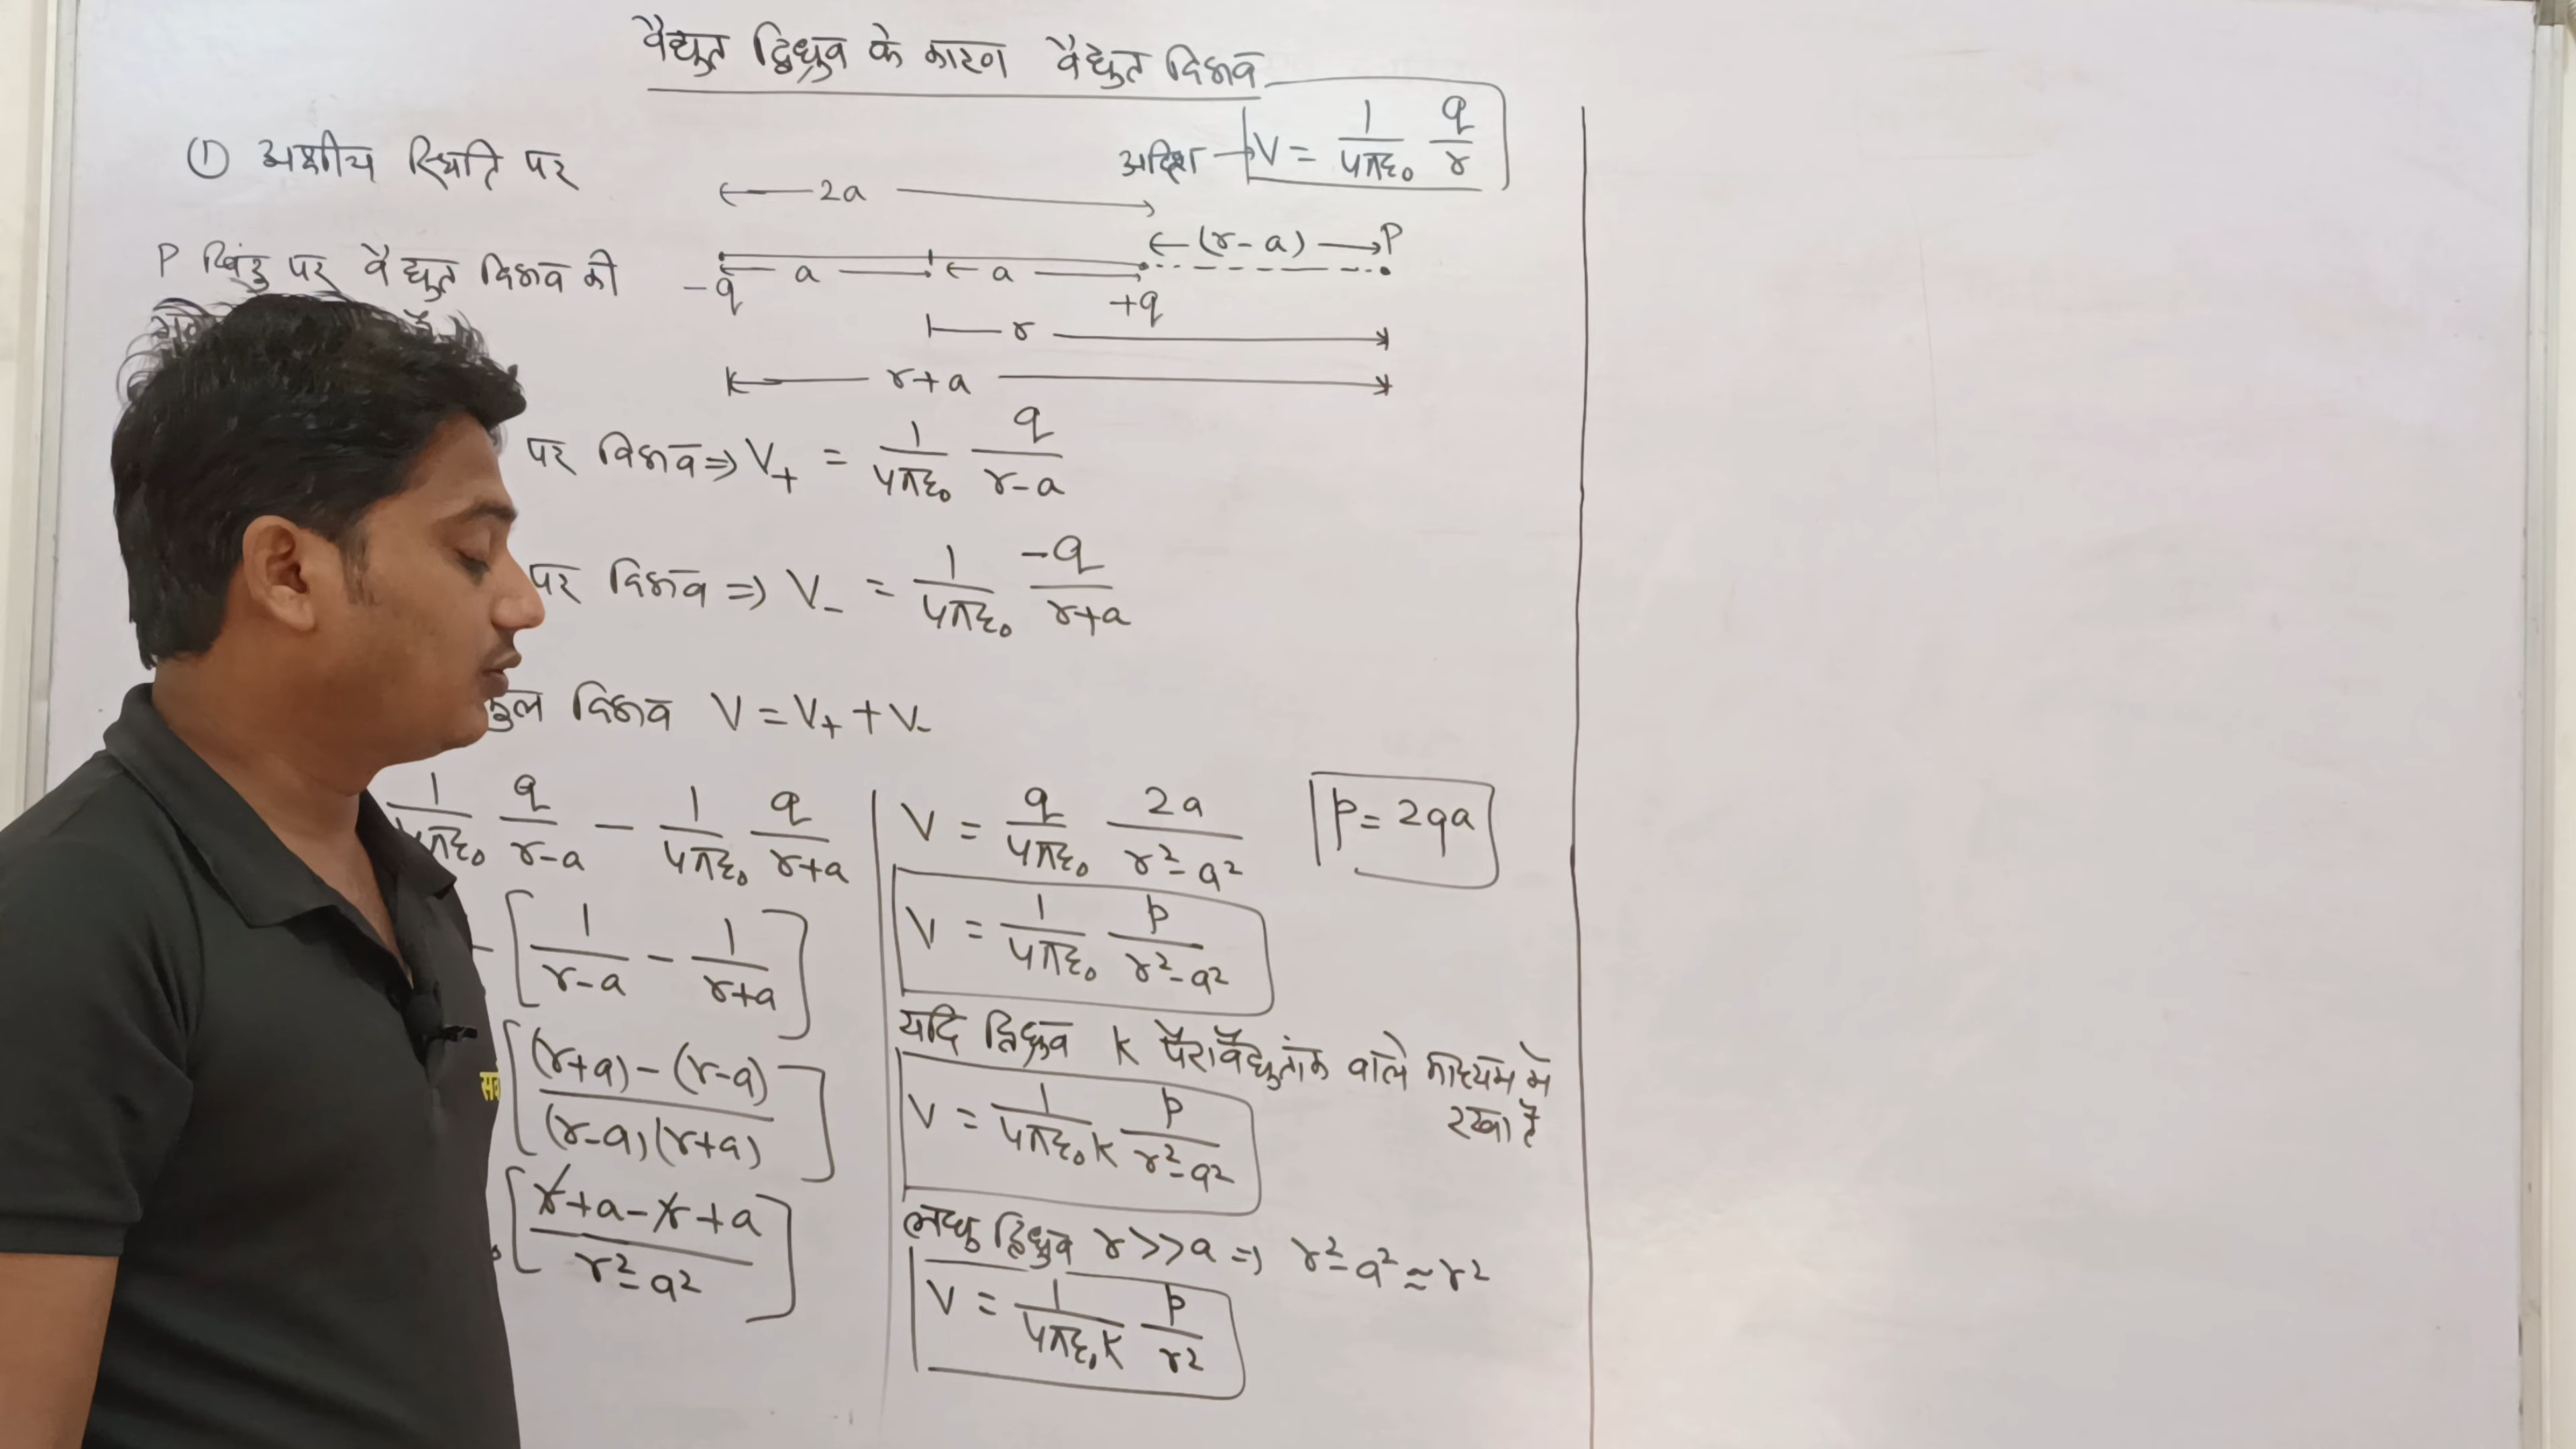 वैद्युत द्विध्रुव के कारण वैद्युत विभव
① अक्षीय स्थिति पर
अदिश → V = 1/4πε₀ q/r
← 2a →
P बिंदु पर वैद्युत विभव की
← (r-a) → P
-q ← a → ← a → +q
r
r+a
पर विभव ⇒ V₊ = 1/4πε₀ q/r-a
पर विभव ⇒ V₋ = 1/4πε₀ -q/r+a
कुल विभव V = V₊ + V₋
1/4πε₀ q/r-a - 1/4πε₀ q/r+a
[1/r-a - 1/r+a]
[(r+a)-(r-a)/(r-a)(r+a)]
[r+a-r+a/r²-a²]
V = q/4πε₀ 2a/r²-a²
p = 2qa
V = 1/4πε₀ p/r²-a²
यदि द्विध्रुव K पैरावैद्युतांक वाले माध्यम में
रखा है
V = 1/4πε₀K p/r²-a²
लघु द्विध्रुव r>>a ⇒ r²-a² ≈ r²
V = 1/4πε₀K p/r²